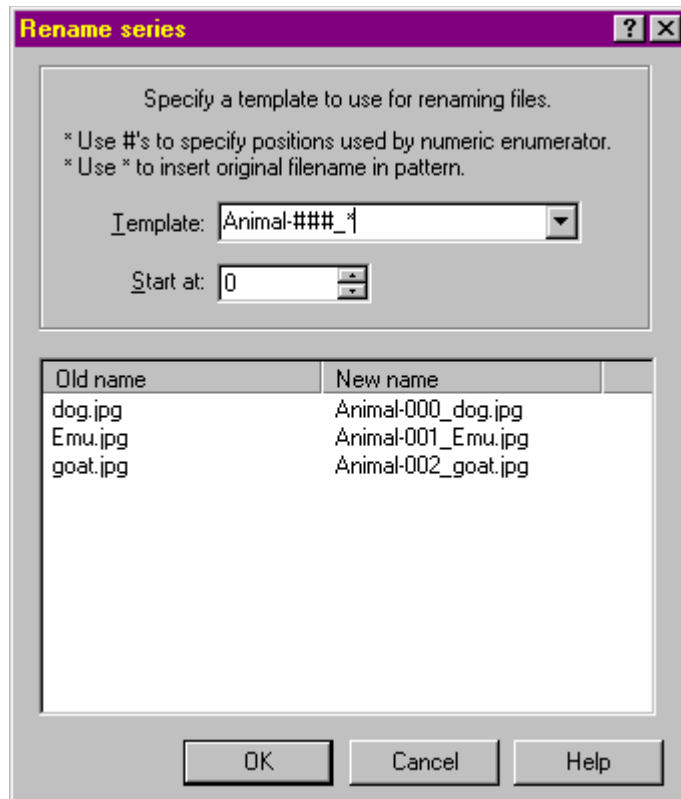 Rename series
Specify a template to use for renaming files.
* Use #'s to specify positions used by numeric enumerator.
* Use * to insert original filename in pattern.
Template: Animal-###_*
Start at: 0
Old name New name
dog.jpg Animal-000_dog.jpg
Emu.jpg Animal-001_Emu.jpg
goat.jpg Animal-002_goat.jpg
OK Cancel Help